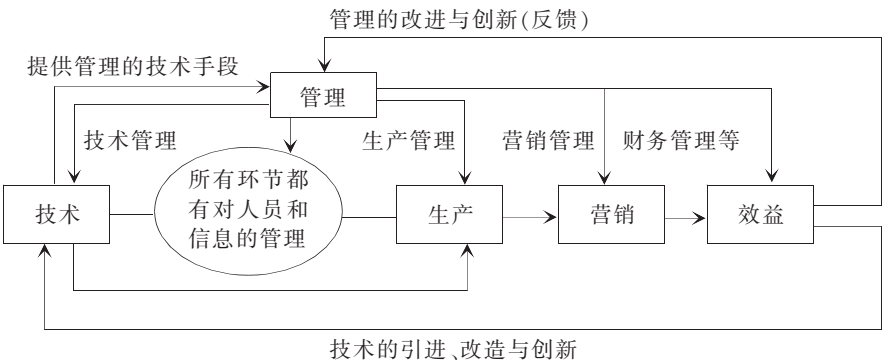 管理的改进与创新(反馈)
提供管理的技术手段
管理
技术管理
生产管理
营销管理
财务管理等
所有环节都
有对人员和
信息的管理
技术
生产
营销
效益
技术的引进、改造与创新